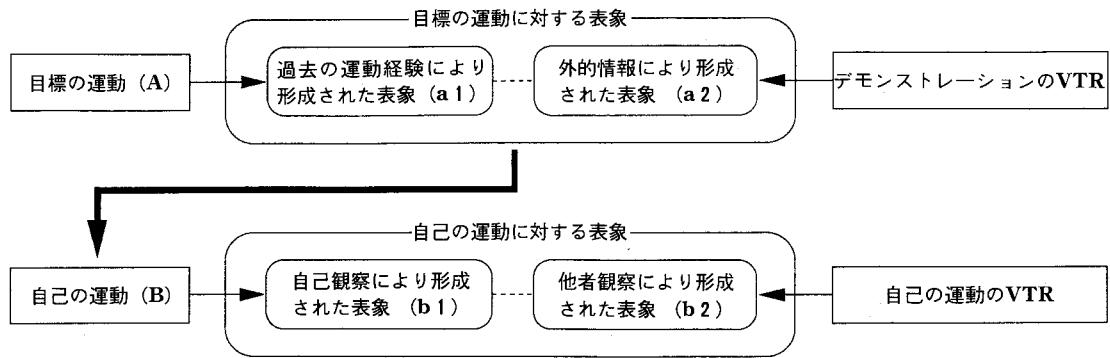 目標の運動に対する表象
目標の運動（A）
過去の運動経験により
形成された表象（a1）
外的情報により形成
された表象（a2）
デモンストレーションのVTR
自己の運動に対する表象
自己の運動（B）
自己観察により形成
された表象 （b1）
他者観察により形成
された表象 （b2）
自己の運動のVTR